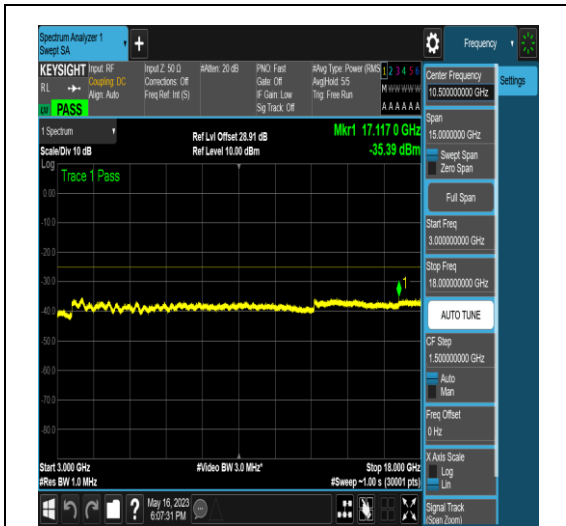 Spectrum Analyzer 1
Swept SA
Frequency
KEYSIGHT
RL
PASS
Input: RF
Coupling: DC
Align: Auto
Input Z: 50 Ω
Corrections: Off
Freq Ref: Int (S)
#Atten: 20 dB
PNO: Fast
Gate: Off
IF Gain: Low
Sig Track: Off
#Avg Type: Power (RMS
Avg|Hold: 5/5
Trig: Free Run
1 2 3 4 5 6
M W W W W W
A A A A A A
1 Spectrum
Scale/Div 10 dB
Ref Lvl Offset 28.91 dB
Ref Level 10.00 dBm
Mkr1 17.117 0 GHz
-35.39 dBm
Log
Trace 1 Pass
0.00
-10.0
-20.0
-30.0
-40.0
-50.0
-60.0
-70.0
-80.0
1
Start 3.000 GHz
#Res BW 1.0 MHz
#Video BW 3.0 MHz*
Stop 18.000 GHz
#Sweep ~1.00 s (30001 pts)
May 16, 2023
6:07:31 PM
Center Frequency
10.500000000 GHz
Settings
Span
15.0000000 GHz
Swept Span
Zero Span
Full Span
Start Freq
3.000000000 GHz
Stop Freq
18.000000000 GHz
AUTO TUNE
CF Step
1.500000000 GHz
Auto
Man
Freq Offset
0 Hz
X Axis Scale
Log
Lin
Signal Track
(Span Zoom)